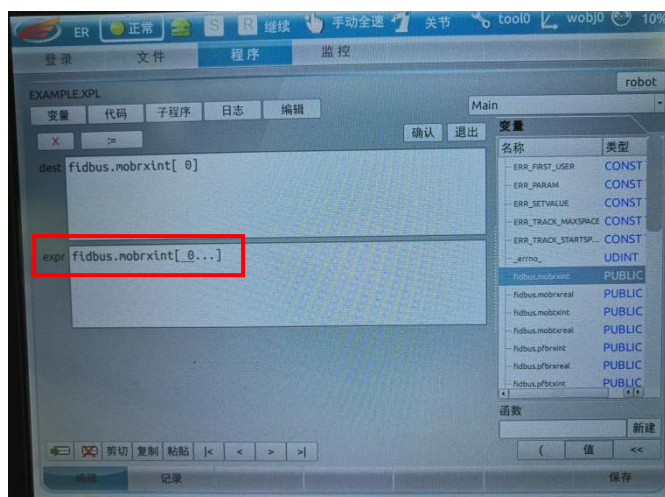 ER 正常 S R 继续 手动全速 关节 tool0 wobj0 10%
登录 文件 程序 监控
robot
EXAMPLE.XPL
Main
变量 代码 子程序 日志 编辑
X := 确认 退出
变量
名称 类型
dest fidbus.mobrxint[ 0]
ERR_FIRST_USER CONST
ERR_PARAM CONST
ERR_SETVALUE CONST
ERR_TRACK_MAXSPACE CONST
ERR_TRACK_STARTSP... CONST
expr fidbus.mobrxint[ 0...]
_errno_ UDINT
fidbus.mobrxint PUBLIC
fidbus.mobrxreal PUBLIC
fidbus.mobtxint PUBLIC
fidbus.mobtxreal PUBLIC
fidbus.pfbrxint PUBLIC
fidbus.pfbrxreal PUBLIC
fidbus.pfbtxint PUBLIC
函数
新建
剪切 复制 粘贴 |< < > >| ( 值 <<
编辑 记录 保存